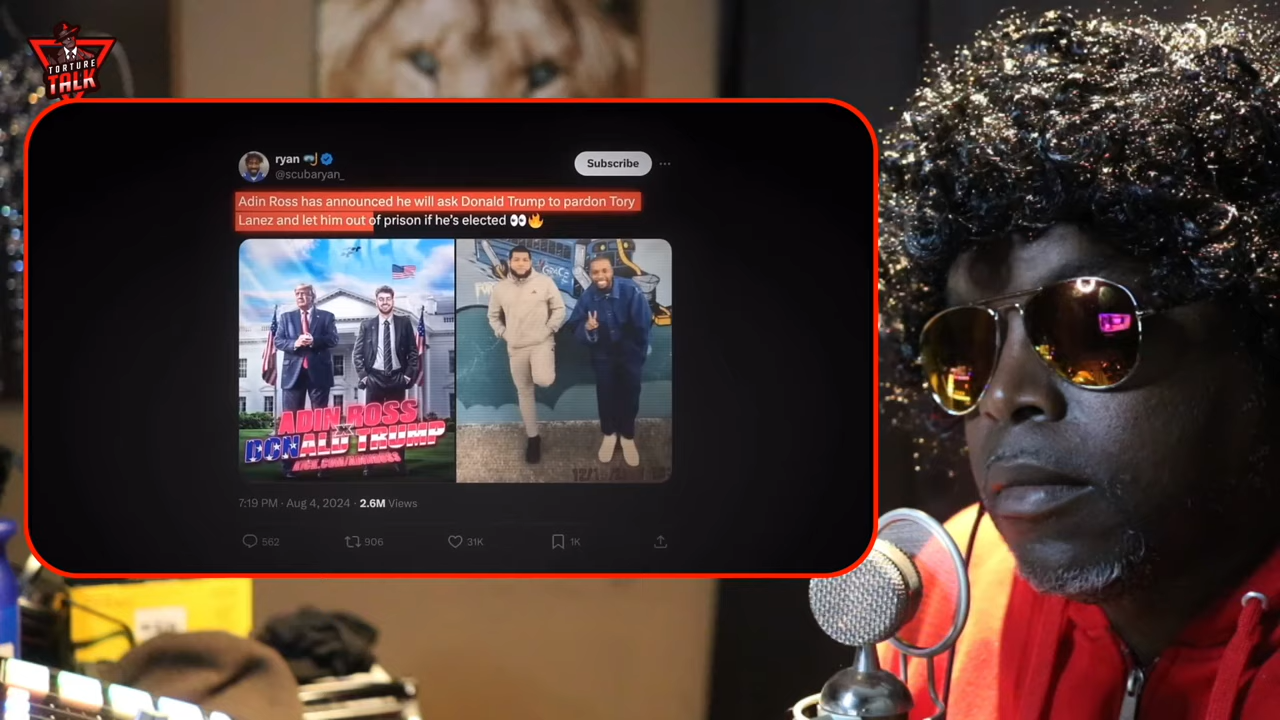 TORTURE
TALK
ryan
@scubaryan_
Subscribe
Adin Ross has announced he will ask Donald Trump to pardon Tory
Lanez and let him out of prison if he's elected 👀🔥
ADIN ROSS
X
DONALD TRUMP
7:19 PM · Aug 4, 2024 · 2.6M Views
562
906
31K
1K